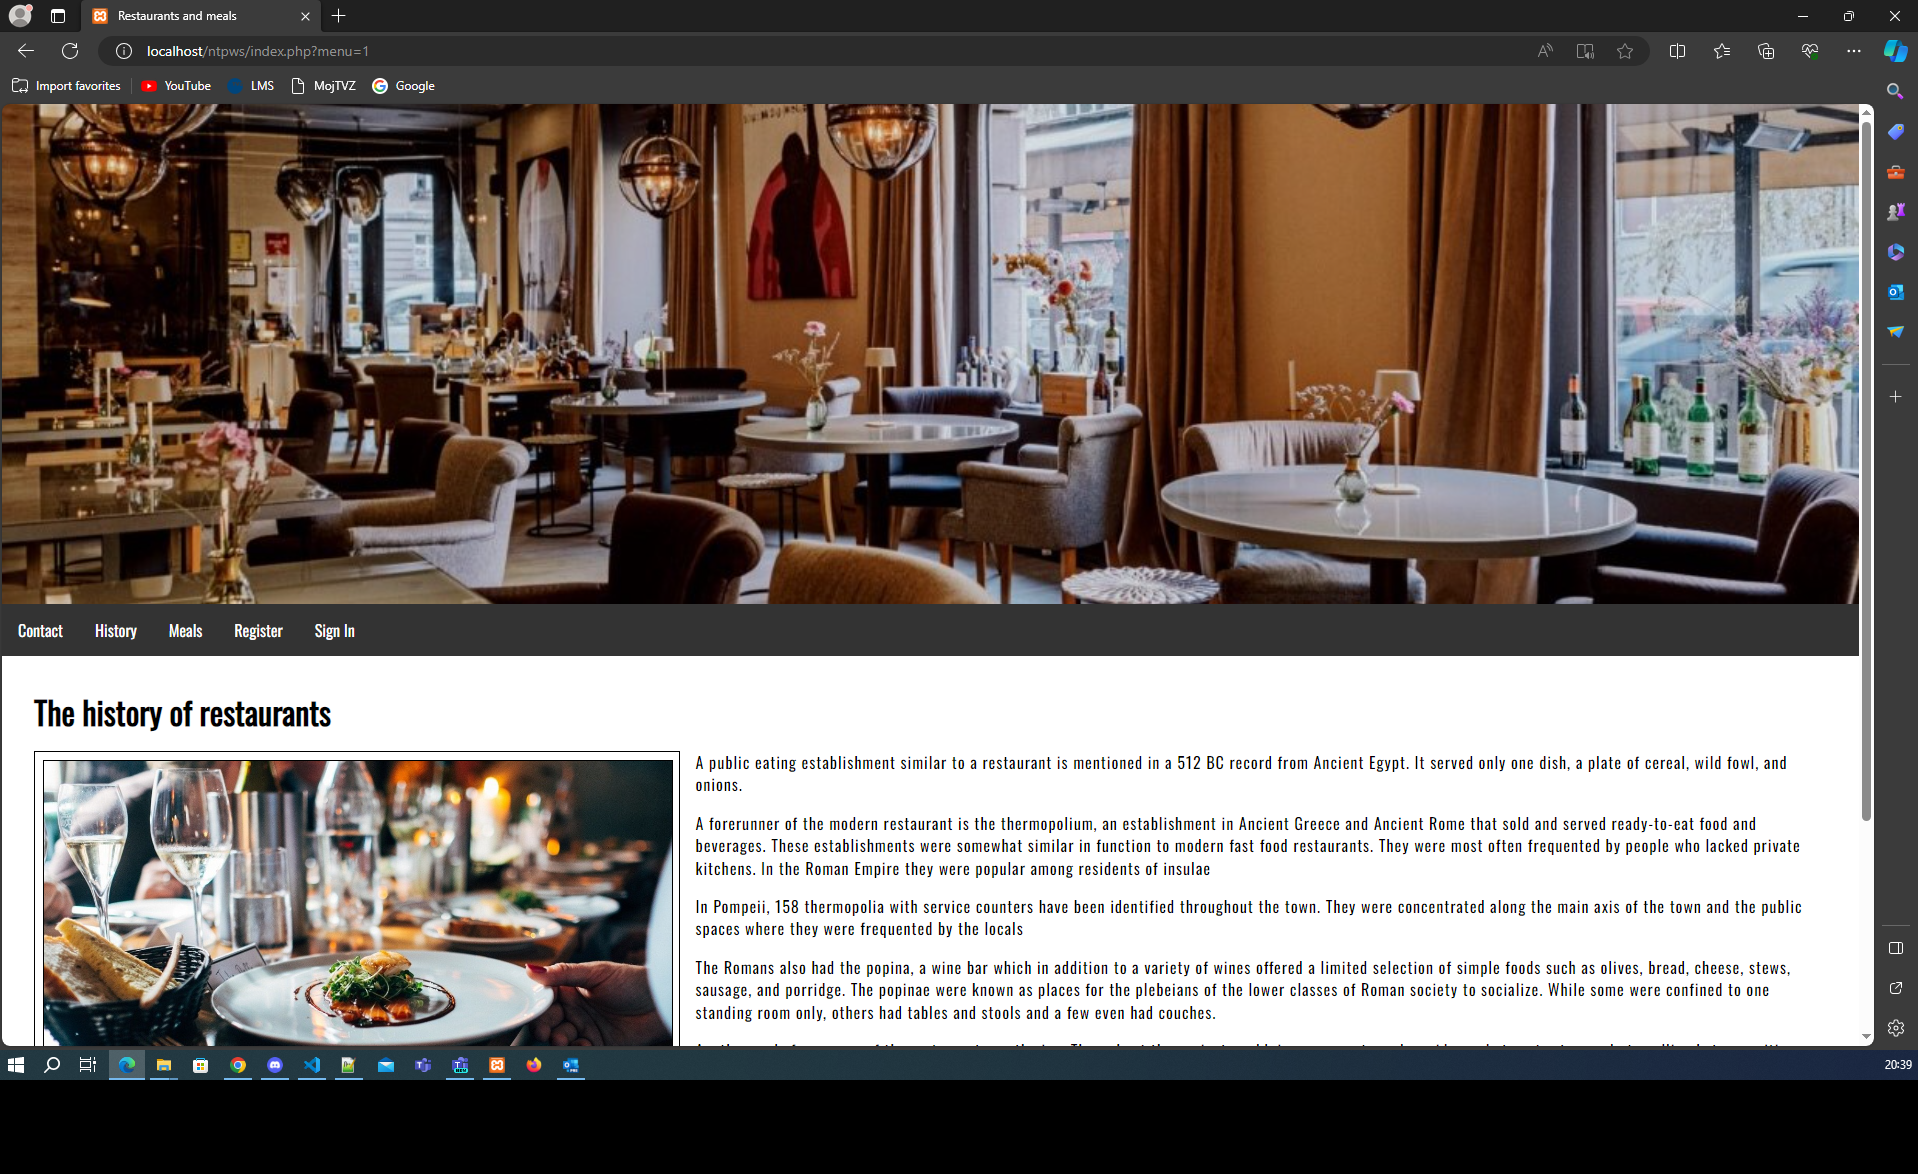 Restaurants and meals
localhost/ntpws/index.php?menu=1
Import favorites
YouTube
LMS
MojTVZ
Google
Contact
History
Meals
Register
Sign In
The history of restaurants
A public eating establishment similar to a restaurant is mentioned in a 512 BC record from Ancient Egypt. It served only one dish, a plate of cereal, wild fowl, and
onions.
A forerunner of the modern restaurant is the thermopolium, an establishment in Ancient Greece and Ancient Rome that sold and served ready-to-eat food and
beverages. These establishments were somewhat similar in function to modern fast food restaurants. They were most often frequented by people who lacked private
kitchens. In the Roman Empire they were popular among residents of insulae
In Pompeii, 158 thermopolia with service counters have been identified throughout the town. They were concentrated along the main axis of the town and the public
spaces where they were frequented by the locals
The Romans also had the popina, a wine bar which in addition to a variety of wines offered a limited selection of simple foods such as olives, bread, cheese, stews,
sausage, and porridge. The popinae were known as places for the plebeians of the lower classes of Roman society to socialize. While some were confined to one
standing room only, others had tables and stools and a few even had couches.
20:39